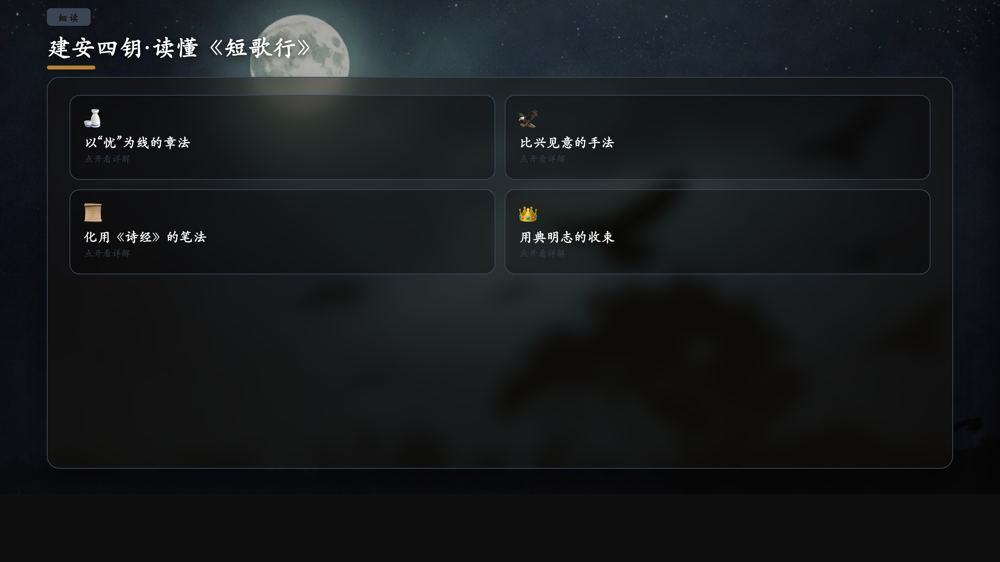 细读
建安四钥·读懂《短歌行》
以“忧”为线的章法
点开看详解
比兴见意的手法
点开看详解
化用《诗经》的笔法
点开看详解
用典明志的收束
点开看详解